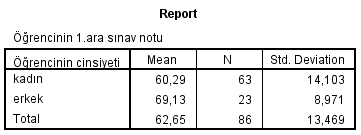 Report
Öğrencinin 1.ara sınav notu
Öğrencinin cinsiyeti Mean N Std. Deviation
kadın 60,29 63 14,103
erkek 69,13 23 8,971
Total 62,65 86 13,469